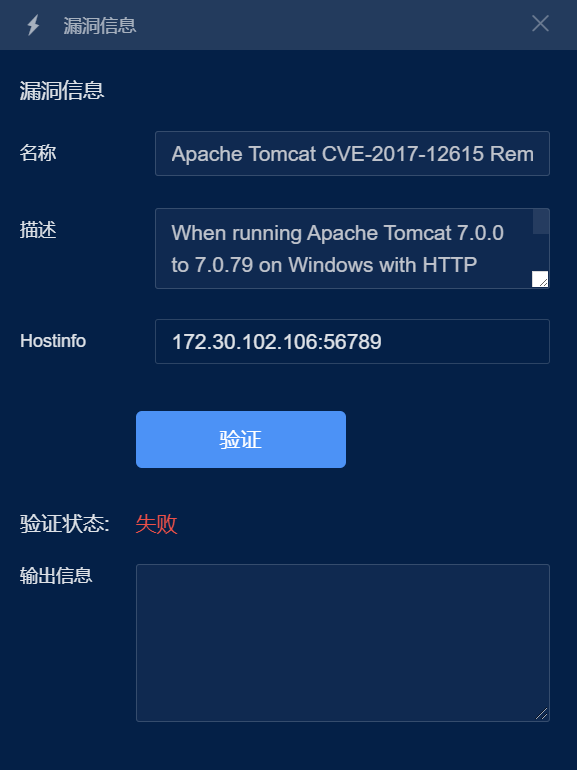 漏洞信息
漏洞信息
名称
Apache Tomcat CVE-2017-12615 Rem
描述
When running Apache Tomcat 7.0.0
to 7.0.79 on Windows with HTTP
Hostinfo
172.30.102.106:56789
验证
验证状态: 失败
输出信息